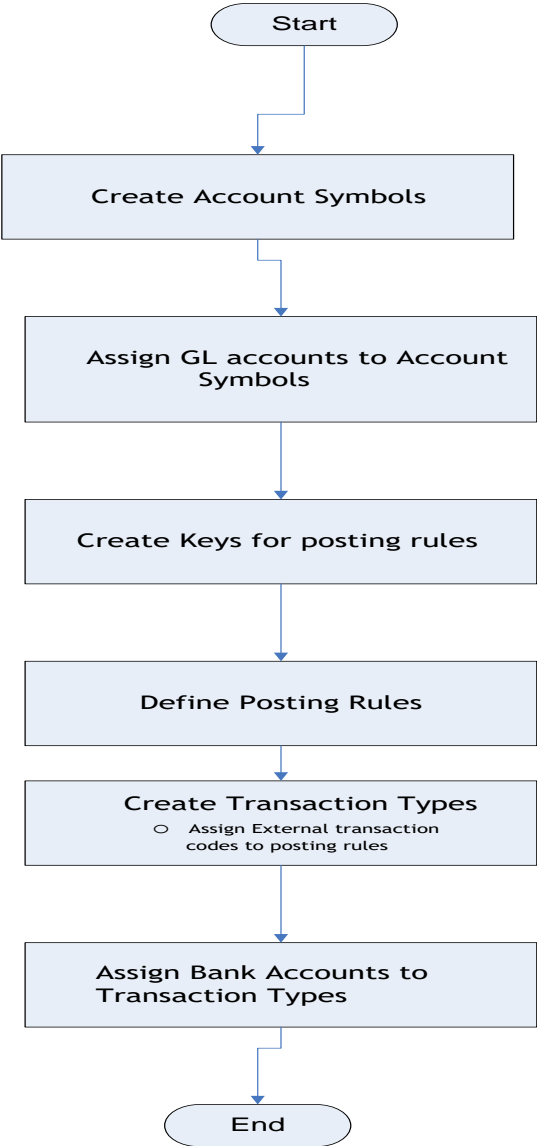 Start
Create Account Symbols
Assign GL accounts to Account
Symbols
Create Keys for posting rules
Define Posting Rules
Create Transaction Types
○ Assign External transaction
codes to posting rules
Assign Bank Accounts to
Transaction Types
End